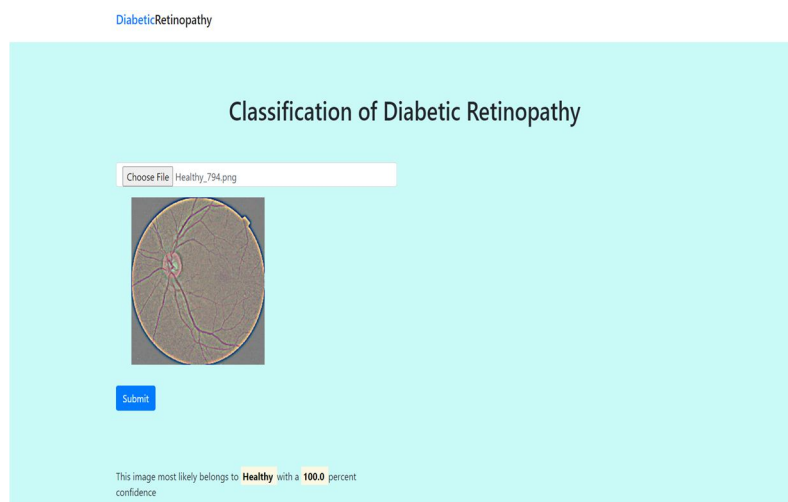 DiabeticRetinopathy
Classification of Diabetic Retinopathy
Choose File Healthy_794.png
Submit
This image most likely belongs to Healthy with a 100.0 percent
confidence